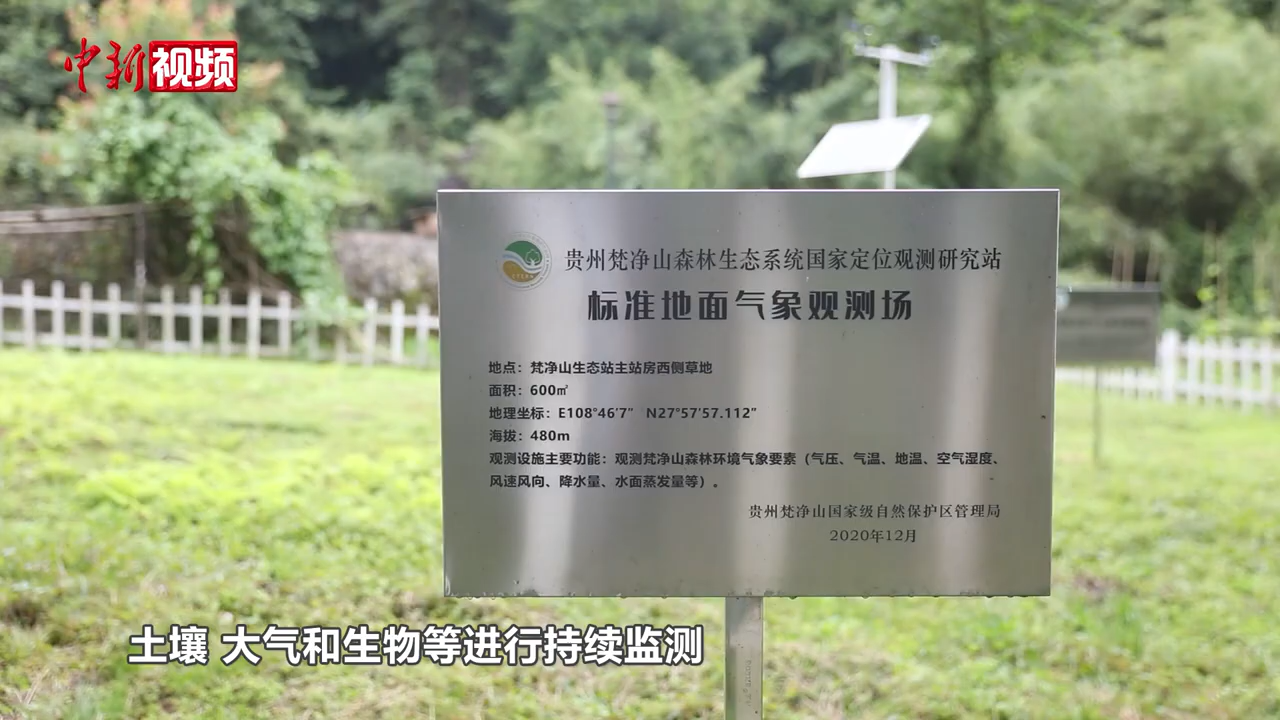 中新视频
贵州梵净山森林生态系统国家定位观测研究站
标准地面气象观测场
地点：梵净山生态站主站房西侧草地
面积：600㎡
地理坐标：E108°46′7″ N27°57′57.112″
海拔：480m
观测设施主要功能：观测梵净山森林环境气象要素（气压、气温、地温、空气湿度、
风速风向、降水量、水面蒸发量等）。
贵州梵净山国家级自然保护区管理局
2020年12月
土壤 大气和生物等进行持续监测